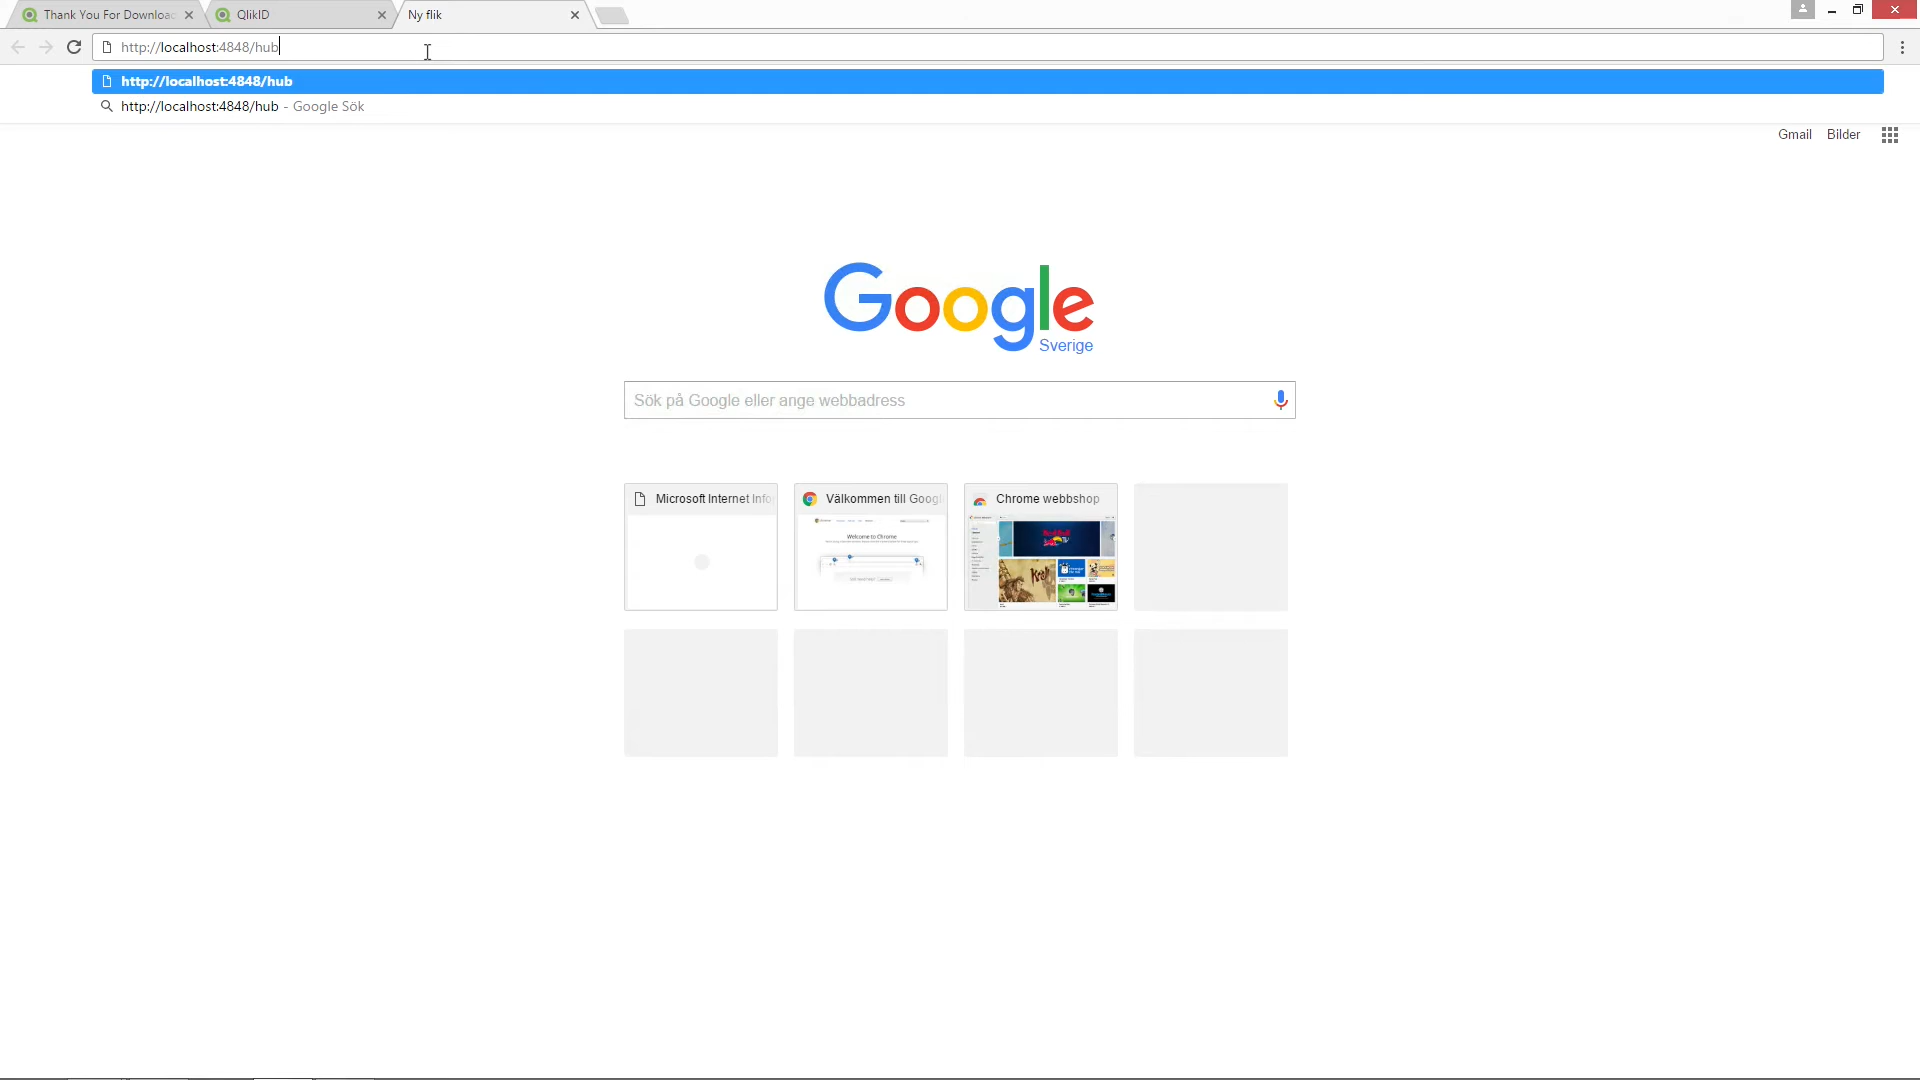 Thank You For Downloa
QlikID
Ny flik
http://localhost:4848/hub
http://localhost:4848/hub
http://localhost:4848/hub - Google Sök
Gmail
Bilder
Google
Sverige
Sök på Google eller ange webbadress
Microsoft Internet Info
Välkommen till Googl
Chrome webbshop
Welcome to Chrome